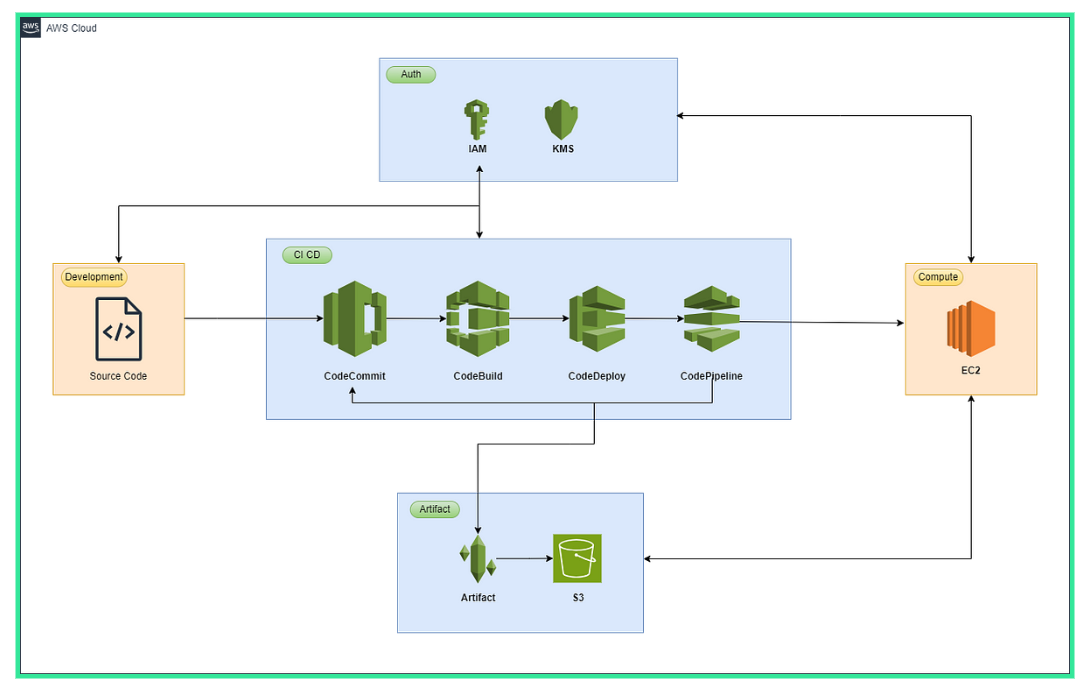 aws
AWS Cloud
Auth
IAM
KMS
CI CD
CodeCommit
CodeBuild
CodeDeploy
CodePipeline
Development
</>
Source Code
Compute
EC2
Artifact
Artifact
S3